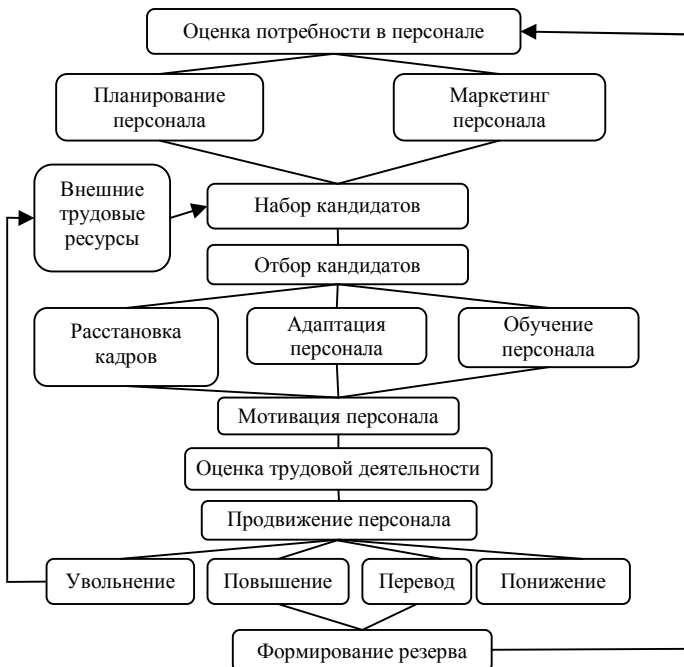 Оценка потребности в персонале
Планирование
персонала
Маркетинг
персонала
Внешние
трудовые
ресурсы
Набор кандидатов
Отбор кандидатов
Расстановка
кадров
Адаптация
персонала
Обучение
персонала
Мотивация персонала
Оценка трудовой деятельности
Продвижение персонала
Увольнение
Повышение
Перевод
Понижение
Формирование резерва